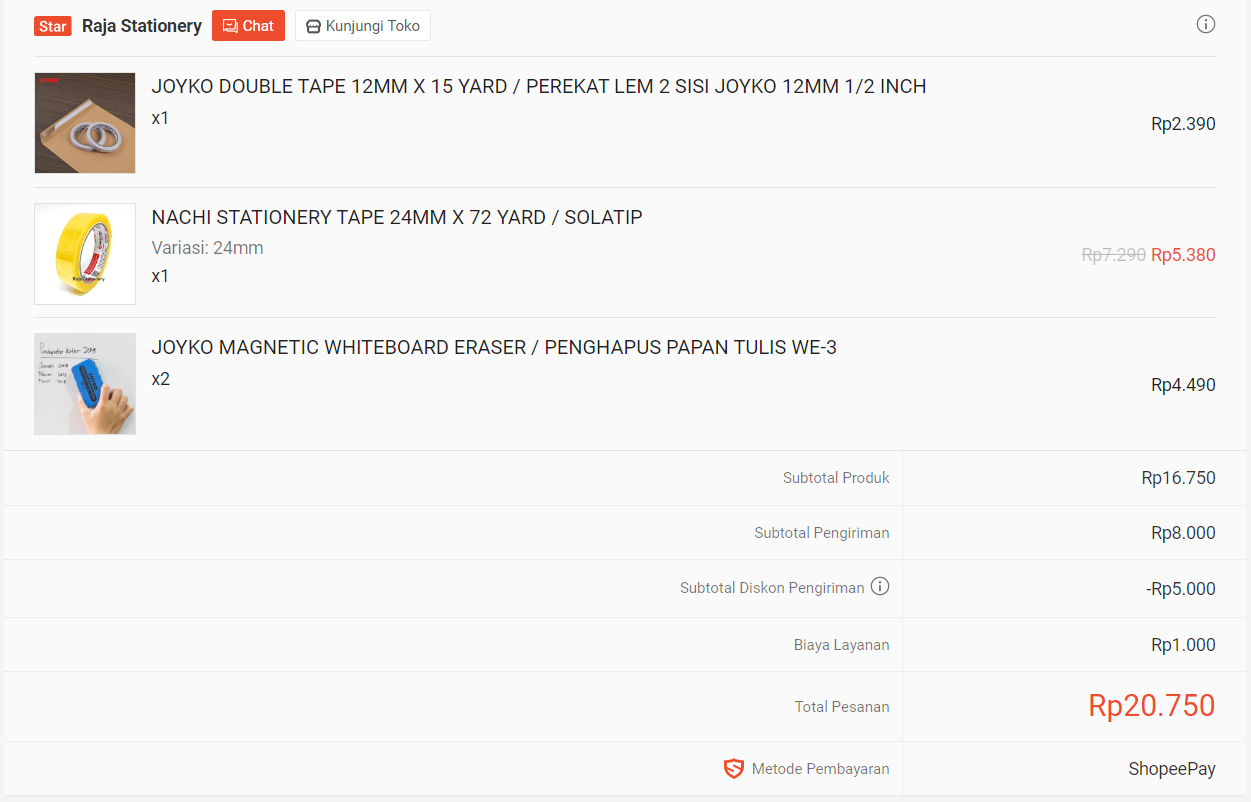 Star Raja Stationery Chat Kunjungi Toko
JOYKO DOUBLE TAPE 12MM X 15 YARD / PEREKAT LEM 2 SISI JOYKO 12MM 1/2 INCH
x1
Rp2.390
NACHI STATIONERY TAPE 24MM X 72 YARD / SOLATIP
Variasi: 24mm
x1
Rp7.290 Rp5.380
Raja Stationery
JOYKO MAGNETIC WHITEBOARD ERASER / PENGHAPUS PAPAN TULIS WE-3
x2
Rp4.490
JOYKO
Subtotal Produk Rp16.750
Subtotal Pengiriman Rp8.000
Subtotal Diskon Pengiriman -Rp5.000
Biaya Layanan Rp1.000
Total Pesanan Rp20.750
Metode Pembayaran ShopeePay